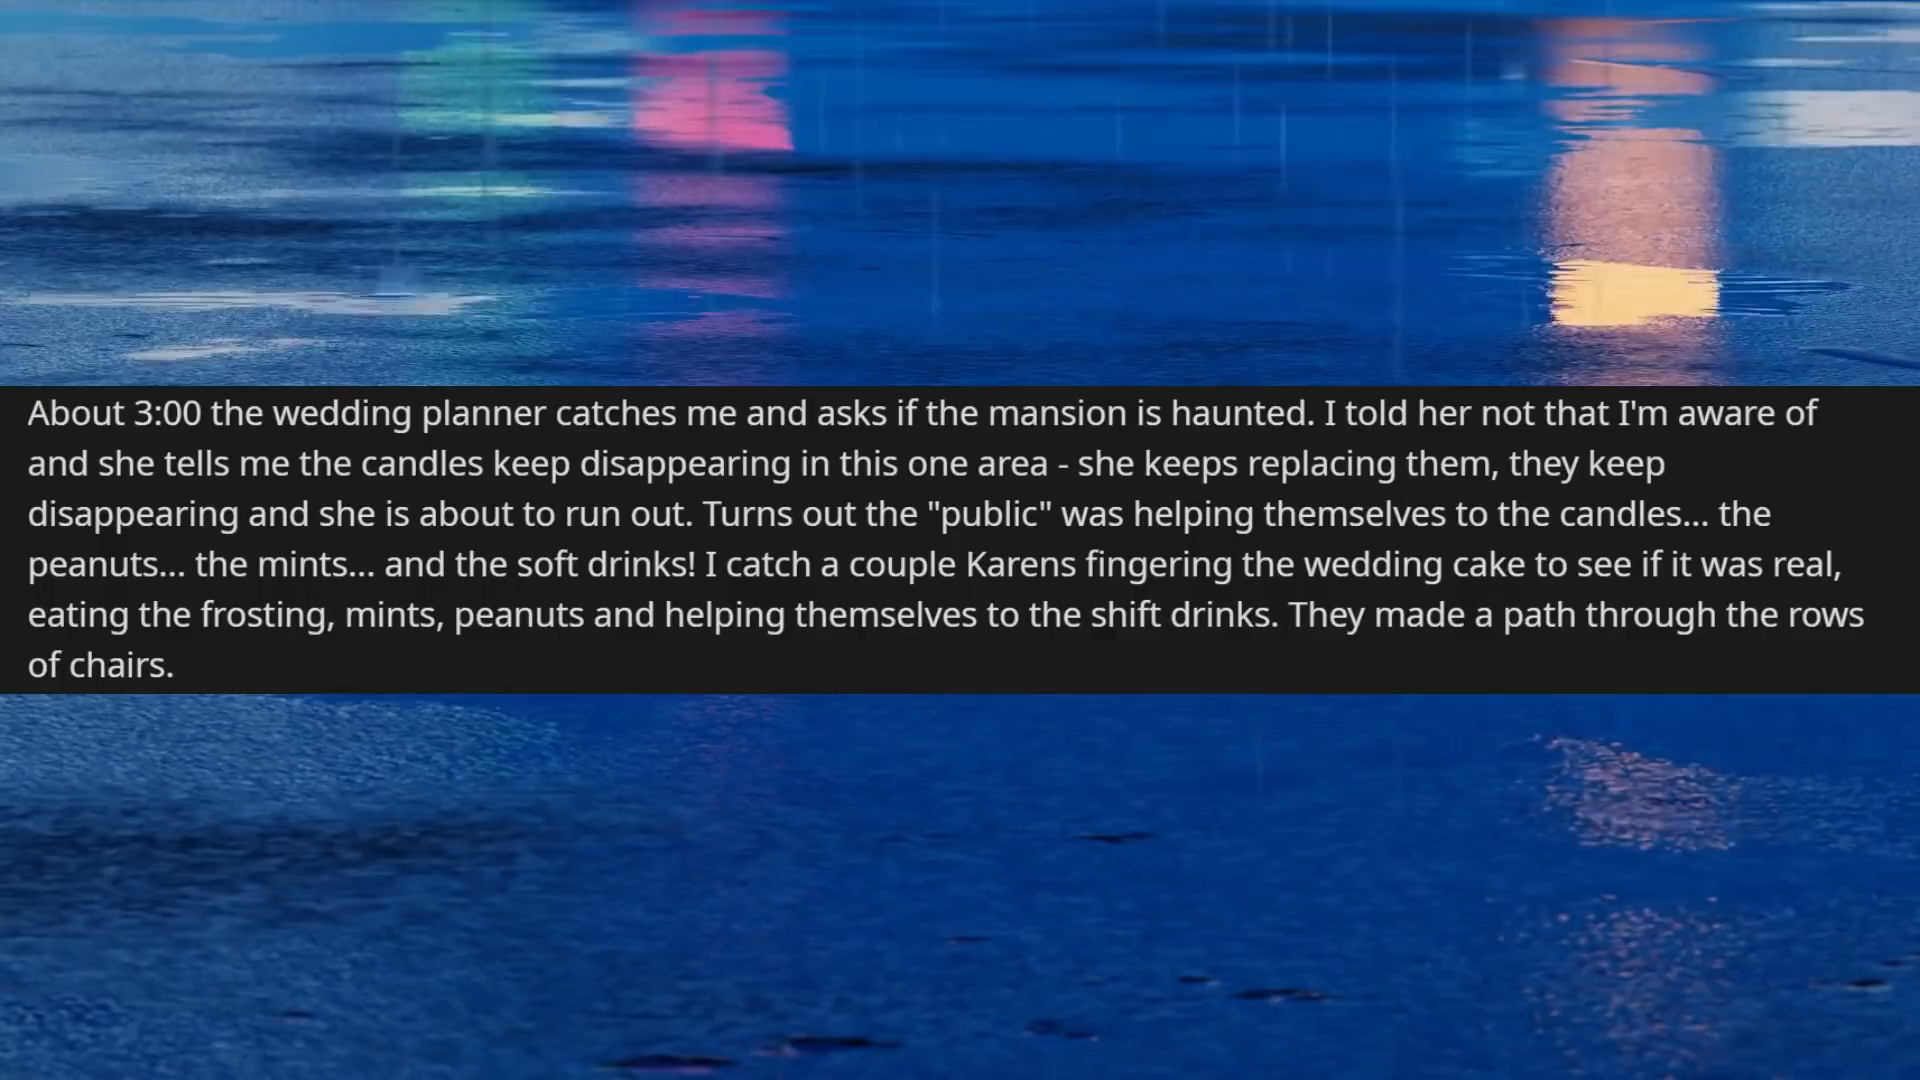 About 3:00 the wedding planner catches me and asks if the mansion is haunted. I told her not that I'm aware of
and she tells me the candles keep disappearing in this one area - she keeps replacing them, they keep
disappearing and she is about to run out. Turns out the "public" was helping themselves to the candles... the
peanuts... the mints... and the soft drinks! I catch a couple Karens fingering the wedding cake to see if it was real,
eating the frosting, mints, peanuts and helping themselves to the shift drinks. They made a path through the rows
of chairs.